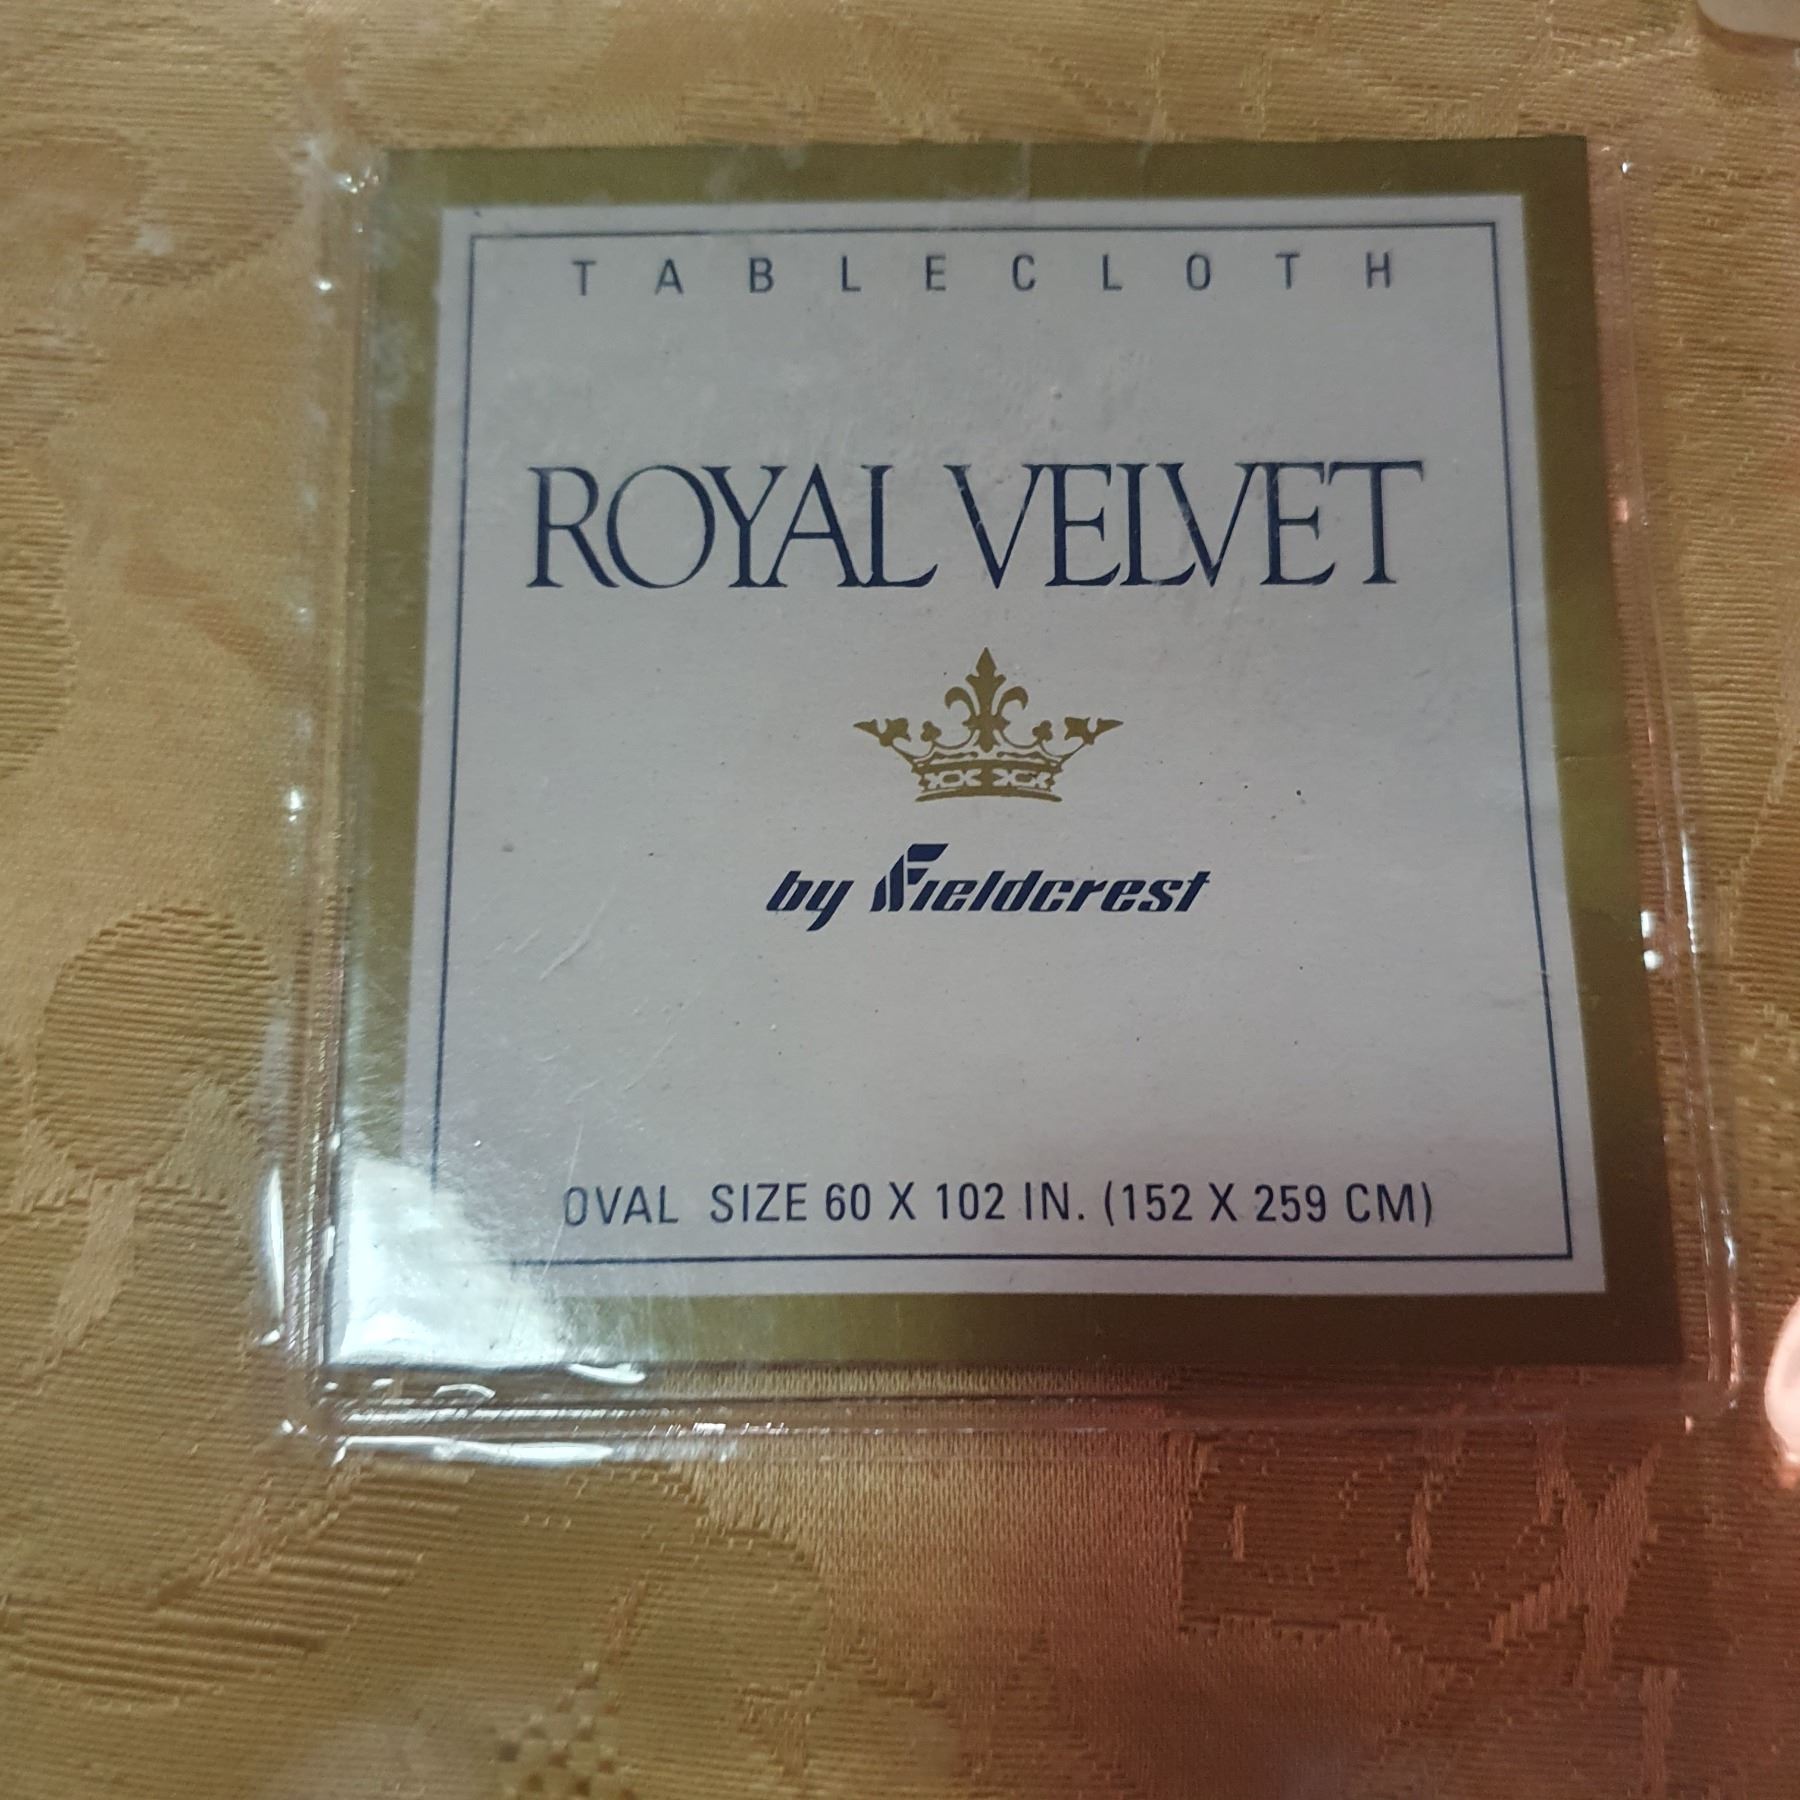 TABLECLOTH
ROYAL VELVET
by Fieldcrest
OVAL SIZE 60 X 102 IN. (152 X 259 CM)